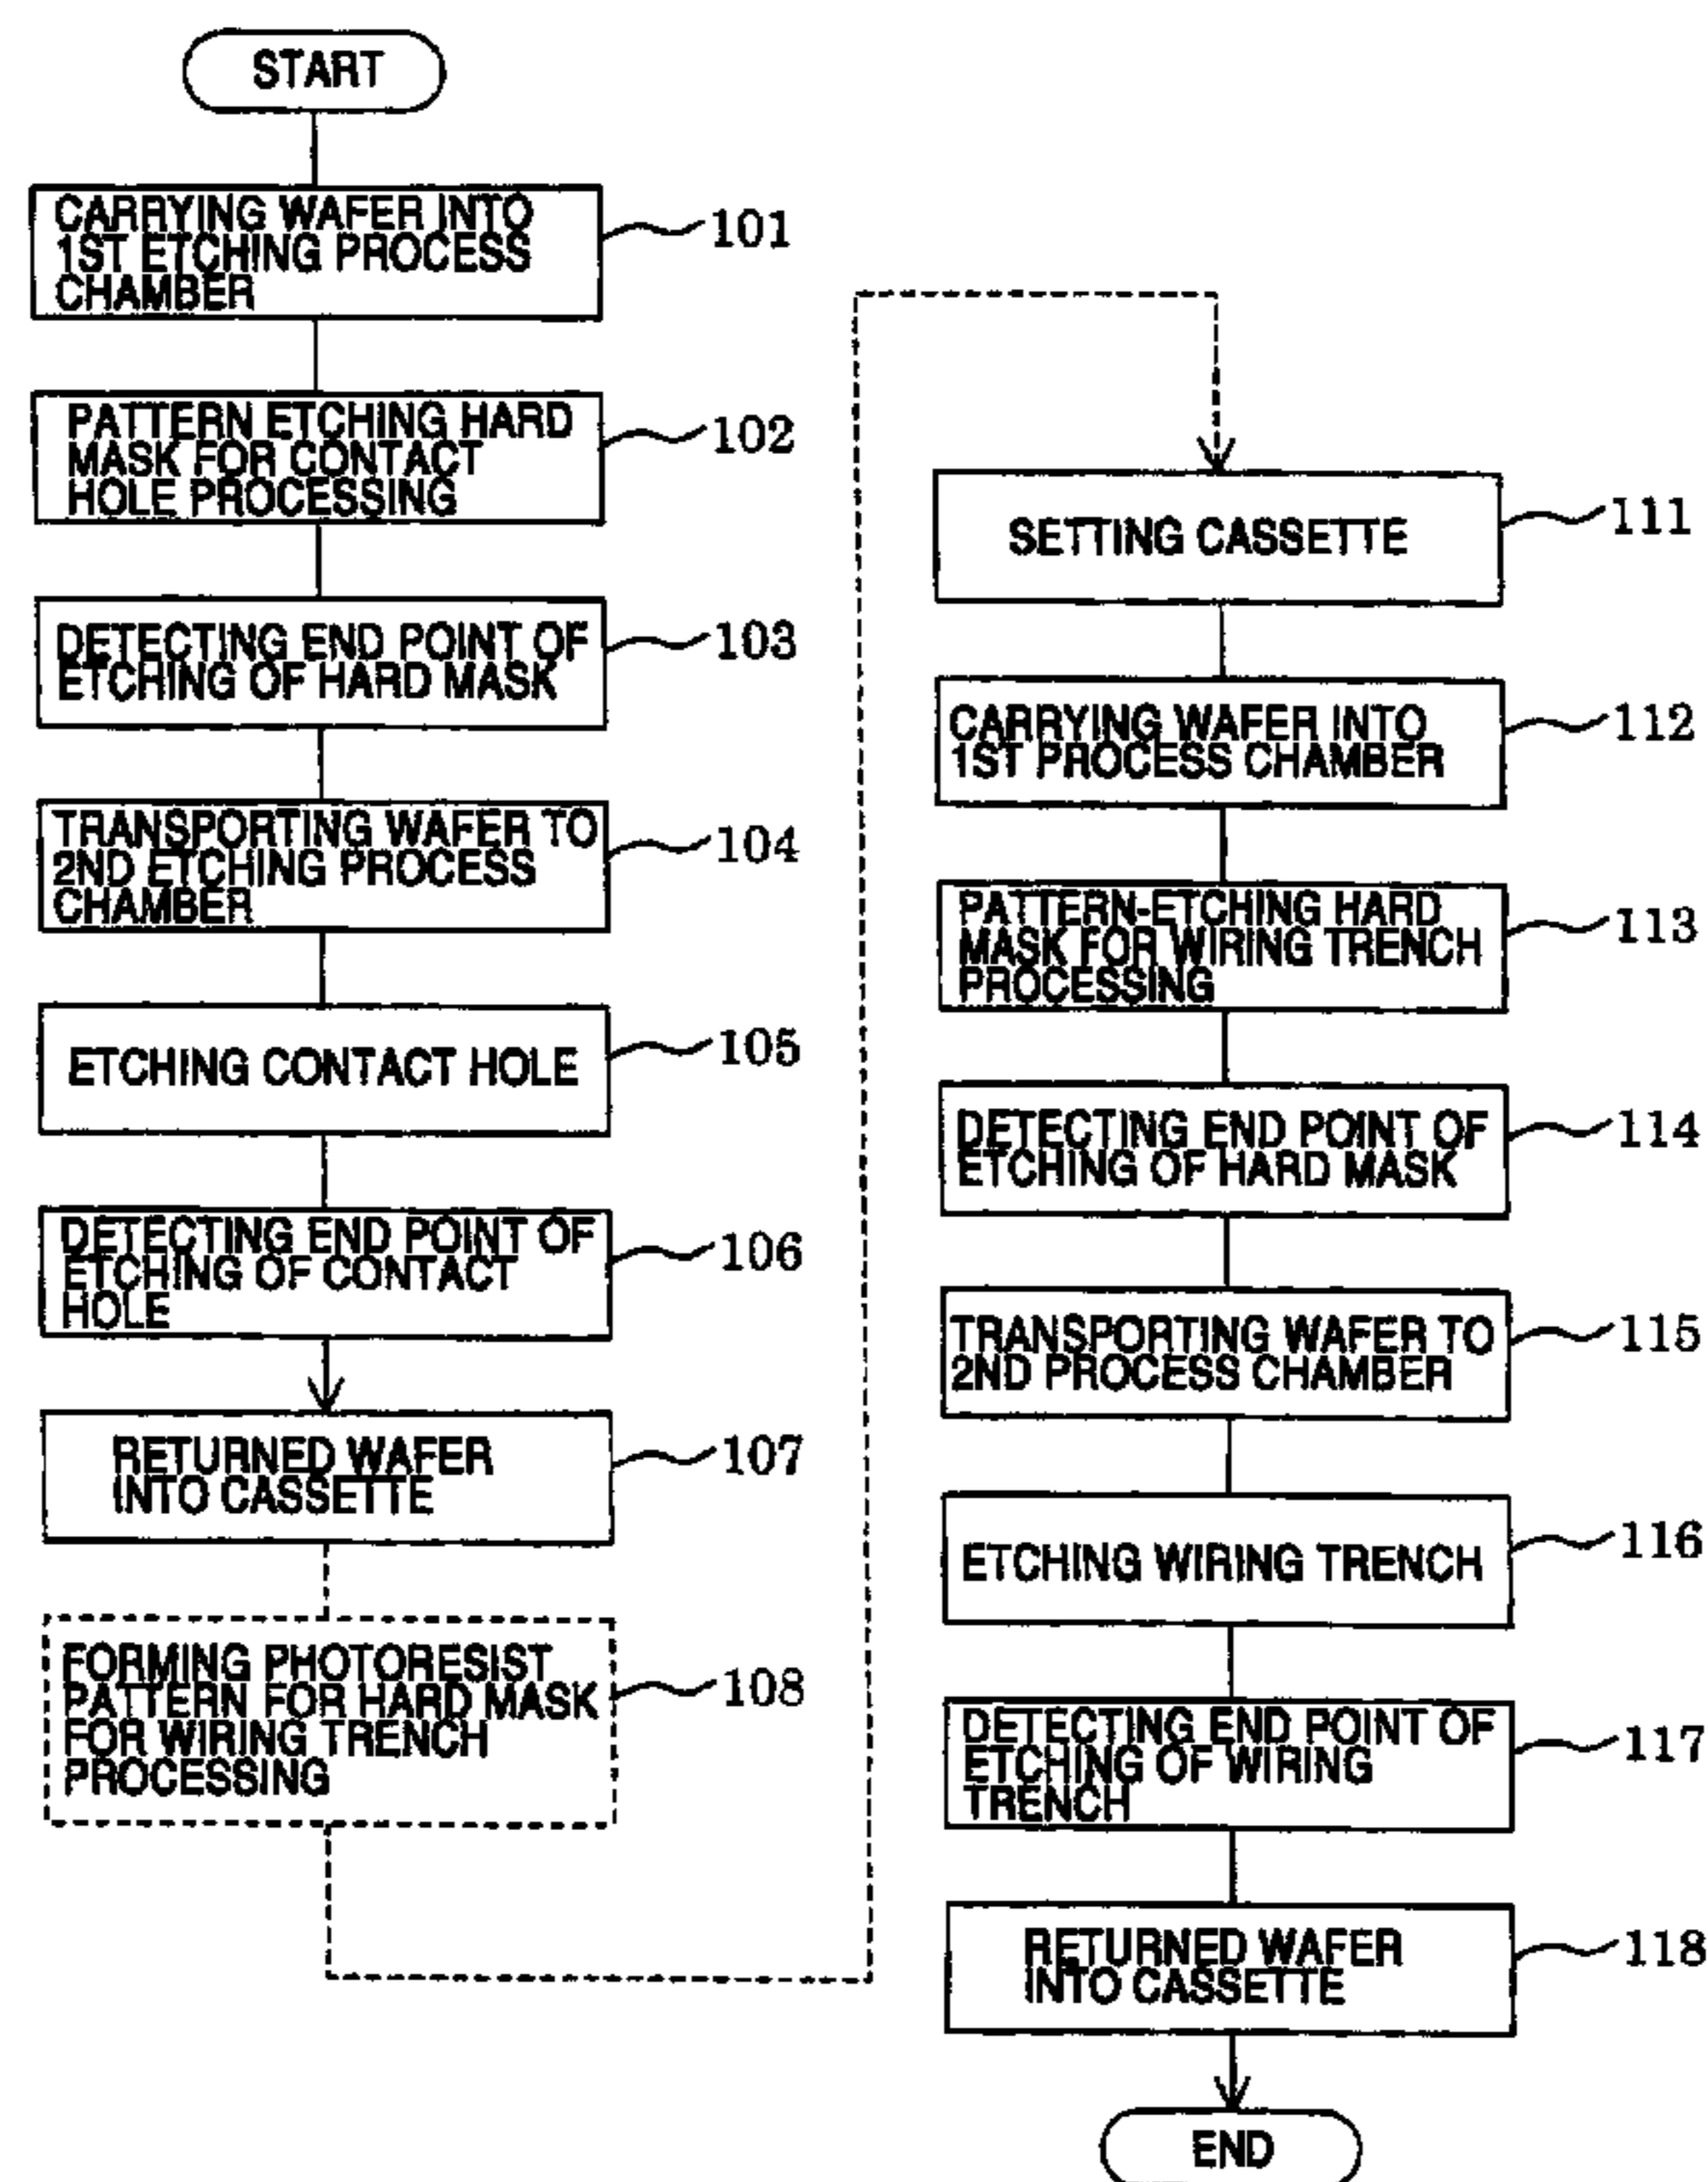 START
CARRYING WAFER INTO
1ST ETCHING PROCESS
CHAMBER
101
PATTERN ETCHING HARD
MASK FOR CONTACT
HOLE PROCESSING
102
DETECTING END POINT OF
ETCHING OF HARD MASK
103
TRANSPORTING WAFER TO
2ND ETCHING PROCESS
CHAMBER
104
ETCHING CONTACT HOLE
105
DETECTING END POINT OF
ETCHING OF CONTACT
HOLE
106
RETURNED WAFER
INTO CASSETTE
107
FORMING PHOTORESIST
PATTERN FOR HARD MASK
FOR WIRING TRENCH
PROCESSING
108
SETTING CASSETTE
111
CARRYING WAFER INTO
1ST PROCESS CHAMBER
112
PATTERN-ETCHING HARD
MASK FOR WIRING TRENCH
PROCESSING
113
DETECTING END POINT OF
ETCHING OF HARD MASK
114
TRANSPORTING WAFER TO
2ND PROCESS CHAMBER
115
ETCHING WIRING TRENCH
116
DETECTING END POINT OF
ETCHING OF WIRING
TRENCH
117
RETURNED WAFER
INTO CASSETTE
118
END